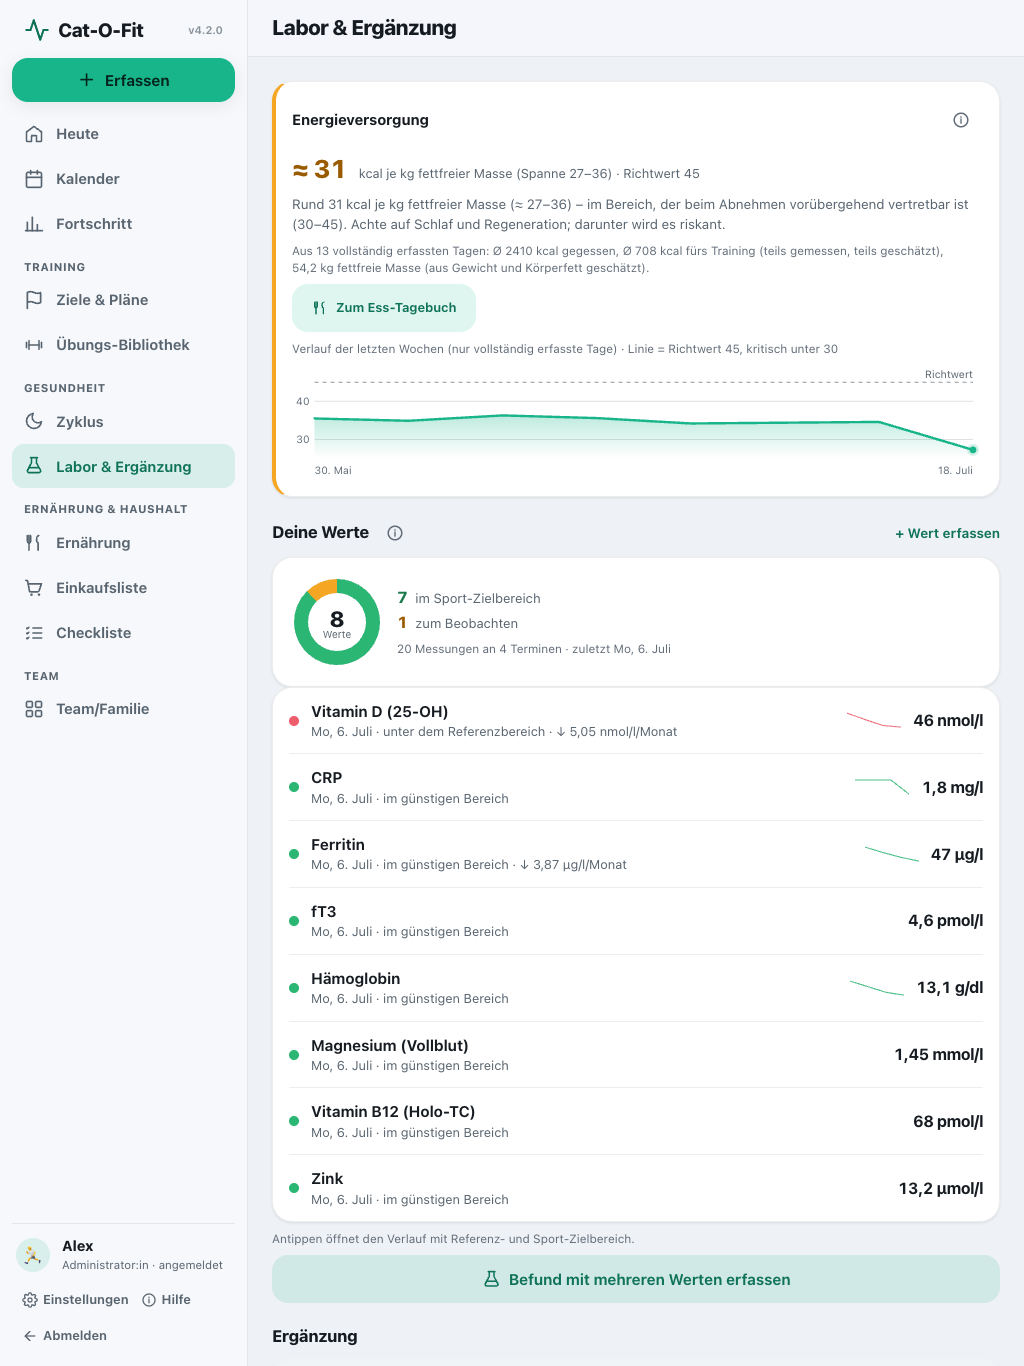 Cat-O-Fit
v4.2.0
Erfassen
Heute
Kalender
Fortschritt
TRAINING
Ziele & Pläne
Übungs-Bibliothek
GESUNDHEIT
Zyklus
Labor & Ergänzung
ERNÄHRUNG & HAUSHALT
Ernährung
Einkaufsliste
Checkliste
TEAM
Team/Familie
Alex
Administrator:in · angemeldet
Einstellungen
Hilfe
Abmelden
Labor & Ergänzung
Energieversorgung
≈ 31 kcal je kg fettfreier Masse (Spanne 27–36) · Richtwert 45
Rund 31 kcal je kg fettfreier Masse (≈ 27–36) – im Bereich, der beim Abnehmen vorübergehend vertretbar ist
(30–45). Achte auf Schlaf und Regeneration; darunter wird es riskant.
Aus 13 vollständig erfassten Tagen: Ø 2410 kcal gegessen, Ø 708 kcal fürs Training (teils gemessen, teils geschätzt),
54,2 kg fettfreie Masse (aus Gewicht und Körperfett geschätzt).
Zum Ess-Tagebuch
Verlauf der letzten Wochen (nur vollständig erfasste Tage) · Linie = Richtwert 45, kritisch unter 30
Richtwert
40
30
30. Mai
18. Juli
Deine Werte
+ Wert erfassen
8
Werte
7 im Sport-Zielbereich
1 zum Beobachten
20 Messungen an 4 Terminen · zuletzt Mo, 6. Juli
Vitamin D (25-OH)
Mo, 6. Juli · unter dem Referenzbereich · ↓ 5,05 nmol/l/Monat
46 nmol/l
CRP
Mo, 6. Juli · im günstigen Bereich
1,8 mg/l
Ferritin
Mo, 6. Juli · im günstigen Bereich · ↓ 3,87 µg/l/Monat
47 µg/l
fT3
Mo, 6. Juli · im günstigen Bereich
4,6 pmol/l
Hämoglobin
Mo, 6. Juli · im günstigen Bereich
13,1 g/dl
Magnesium (Vollblut)
Mo, 6. Juli · im günstigen Bereich
1,45 mmol/l
Vitamin B12 (Holo-TC)
Mo, 6. Juli · im günstigen Bereich
68 pmol/l
Zink
Mo, 6. Juli · im günstigen Bereich
13,2 µmol/l
Antippen öffnet den Verlauf mit Referenz- und Sport-Zielbereich.
Befund mit mehreren Werten erfassen
Ergänzung